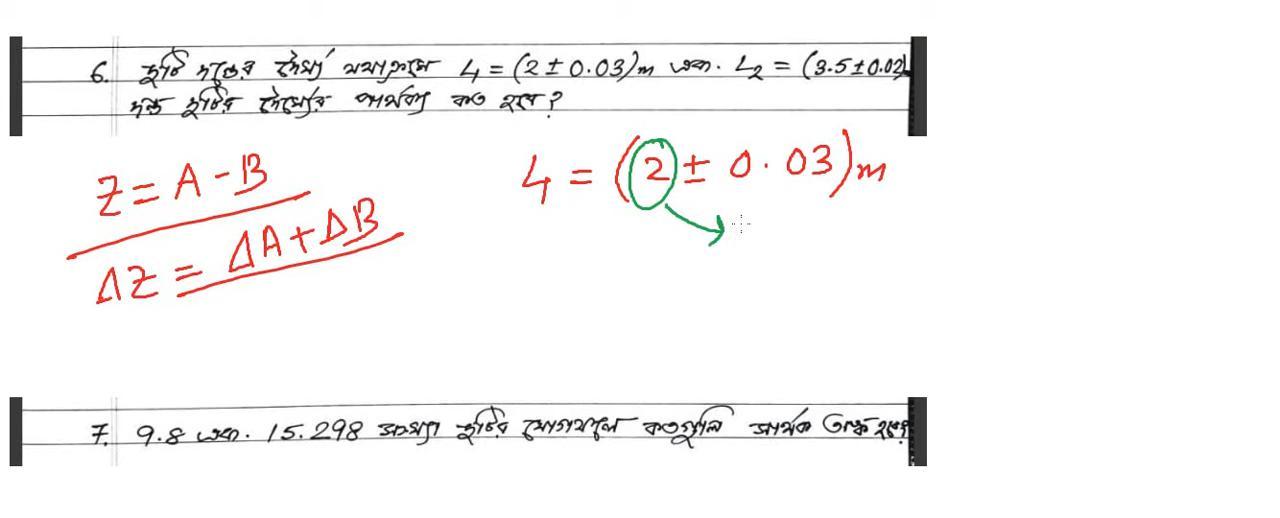 6. দুটি দণ্ডের দৈর্ঘ্য যথাক্রমে L₁ = (2 ± 0.03)m এবং L₂ = (3.5 ± 0.02)
দণ্ড দুটির দৈর্ঘ্যের পার্থক্য কত হবে?
Z = A - B
L₁ = (2 ± 0.03)m
ΔZ = ΔA + ΔB
7. 9.8 এবং 15.298 সংখ্যা দুটির যোগফলে কতগুলি সার্থক অঙ্ক হবে?